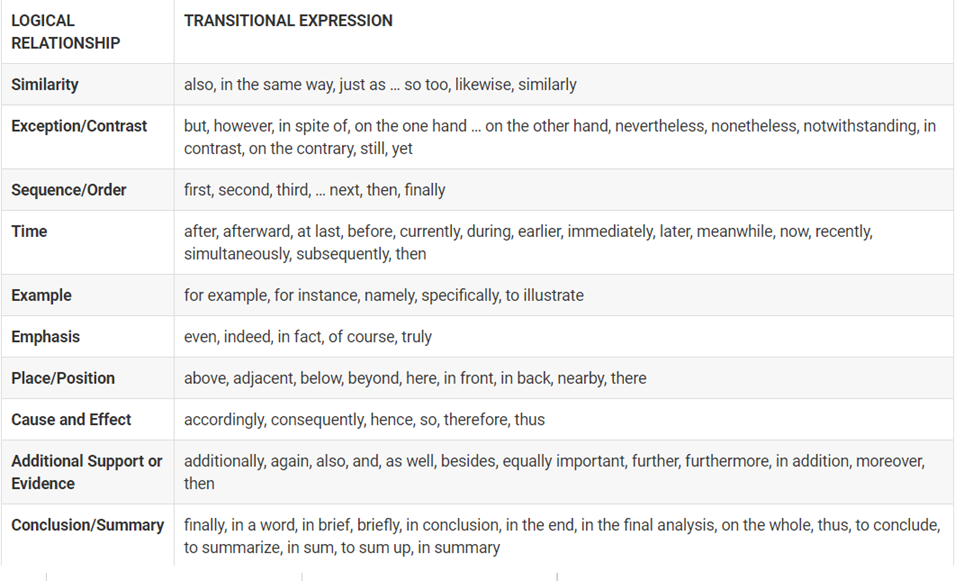 LOGICAL RELATIONSHIP
TRANSITIONAL EXPRESSION
Similarity
also, in the same way, just as ... so too, likewise, similarly
Exception/Contrast
but, however, in spite of, on the one hand ... on the other hand, nevertheless, nonetheless, notwithstanding, in
contrast, on the contrary, still, yet
Sequence/Order
first, second, third, ... next, then, finally
Time
after, afterward, at last, before, currently, during, earlier, immediately, later, meanwhile, now, recently,
simultaneously, subsequently, then
Example
for example, for instance, namely, specifically, to illustrate
Emphasis
even, indeed, in fact, of course, truly
Place/Position
above, adjacent, below, beyond, here, in front, in back, nearby, there
Cause and Effect
accordingly, consequently, hence, so, therefore, thus
Additional Support or
Evidence
additionally, again, also, and, as well, besides, equally important, further, furthermore, in addition, moreover,
then
Conclusion/Summary
finally, in a word, in brief, briefly, in conclusion, in the end, in the final analysis, on the whole, thus, to conclude,
to summarize, in sum, to sum up, in summary